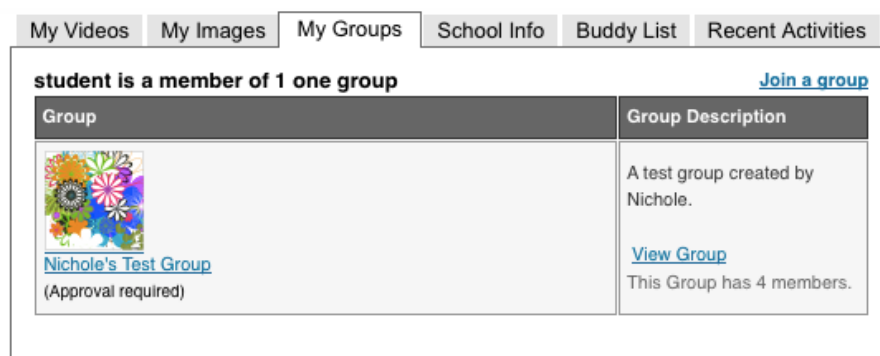 My Videos My Images My Groups School Info Buddy List Recent Activities
student is a member of 1 one group Join a group
Group Group Description
A test group created by
Nichole.
Nichole's Test Group
(Approval required)
View Group
This Group has 4 members.